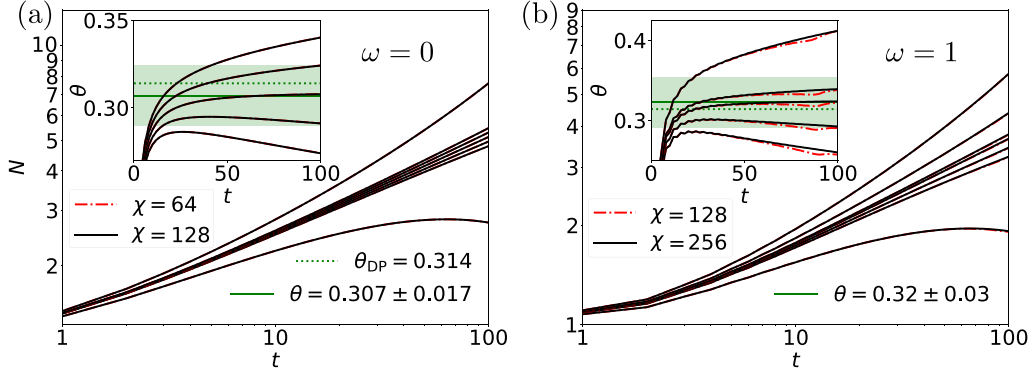 (a)
ω = 0
N
10
8
7
6
5
4
3
2
1
10
100
t
0.35
0.30
θ
0
50
100
t
χ = 64
χ = 128
θDP = 0.314
θ = 0.307 ± 0.017
(b)
ω = 1
9
8
7
6
5
4
3
2
1
1
10
100
t
0.4
0.3
θ
0
50
100
t
χ = 128
χ = 256
θ = 0.32 ± 0.03